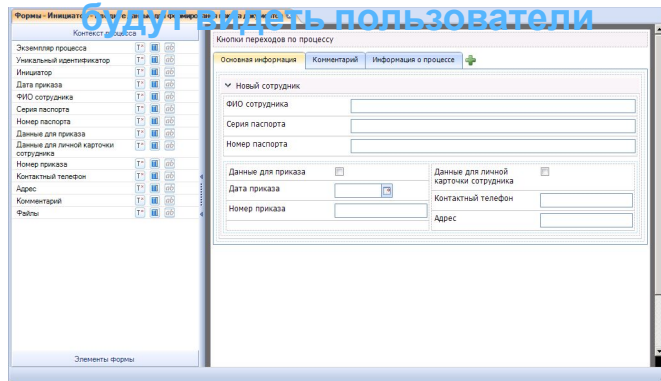 будут видеть пользователи
Формы - Инициатор
Контекст процесса
Экземпляр процесса
Уникальный идентификатор
Инициатор
Дата приказа
ФИО сотрудника
Серия паспорта
Номер паспорта
Данные для приказа
Данные для личной карточки
сотрудника
Номер приказа
Контактный телефон
Адрес
Комментарий
Файлы
Элементы формы
Кнопки переходов по процессу
Основная информация Комментарий Информация о процессе
Новый сотрудник
ФИО сотрудника
Серия паспорта
Номер паспорта
Данные для приказа
Дата приказа
Номер приказа
Данные для личной
карточки сотрудника
Контактный телефон
Адрес